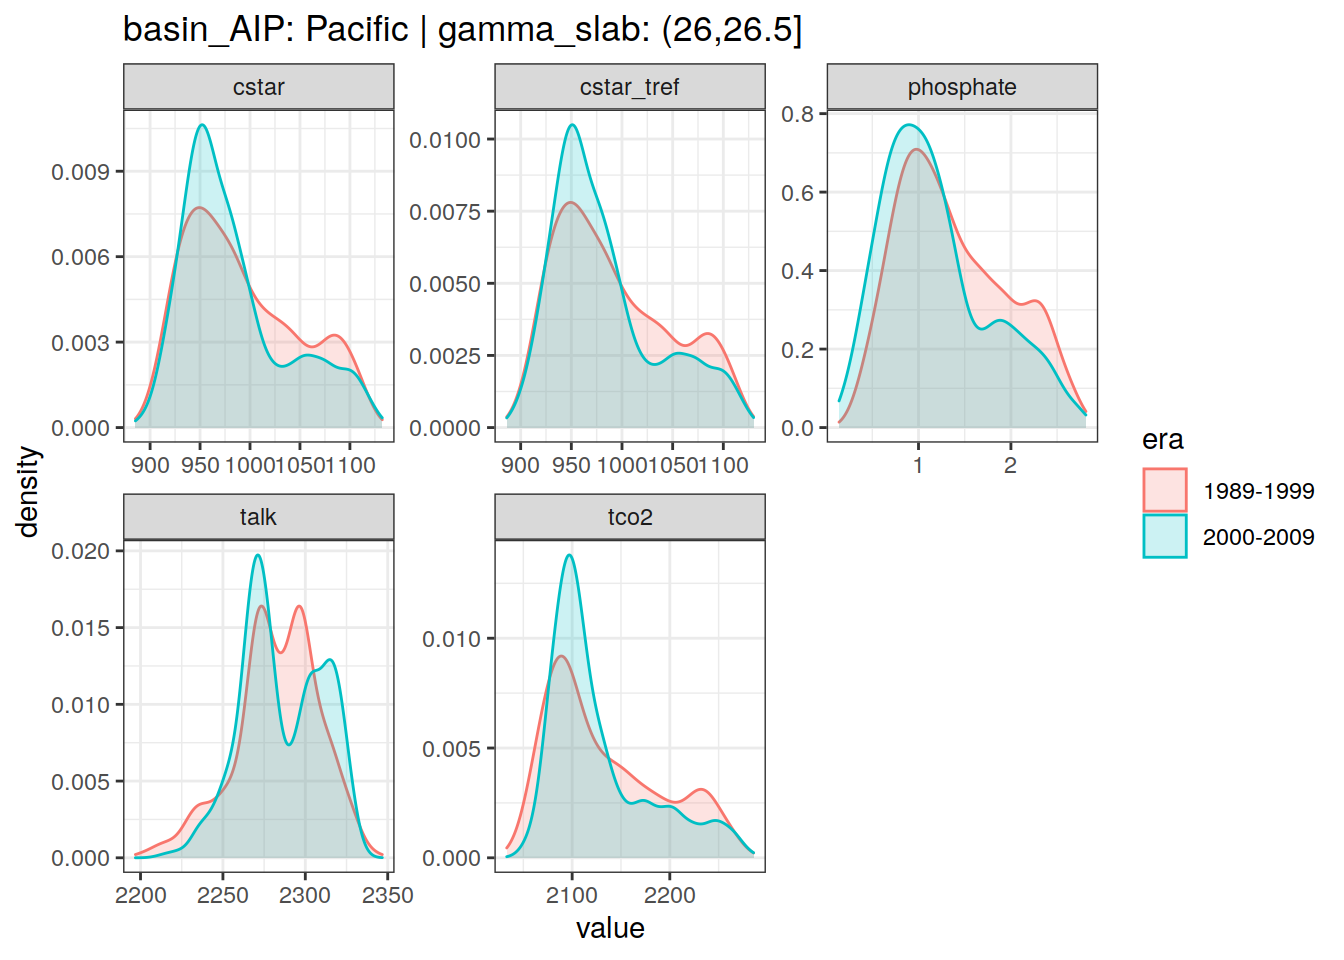 basin_AIP: Pacific | gamma_slab: (26,26.5]
cstar
cstar_tref
phosphate
0.009
0.006
0.003
0.000
900 950 1000 1050 1100
0.0100
0.0075
0.0050
0.0025
0.0000
900 950 1000 1050 1100
0.8
0.6
0.4
0.2
0.0
1 2
talk
tco2
0.020
0.015
0.010
0.005
0.000
2200 2250 2300 2350
0.010
0.005
0.000
2100 2200
density
value
era
1989-1999
2000-2009